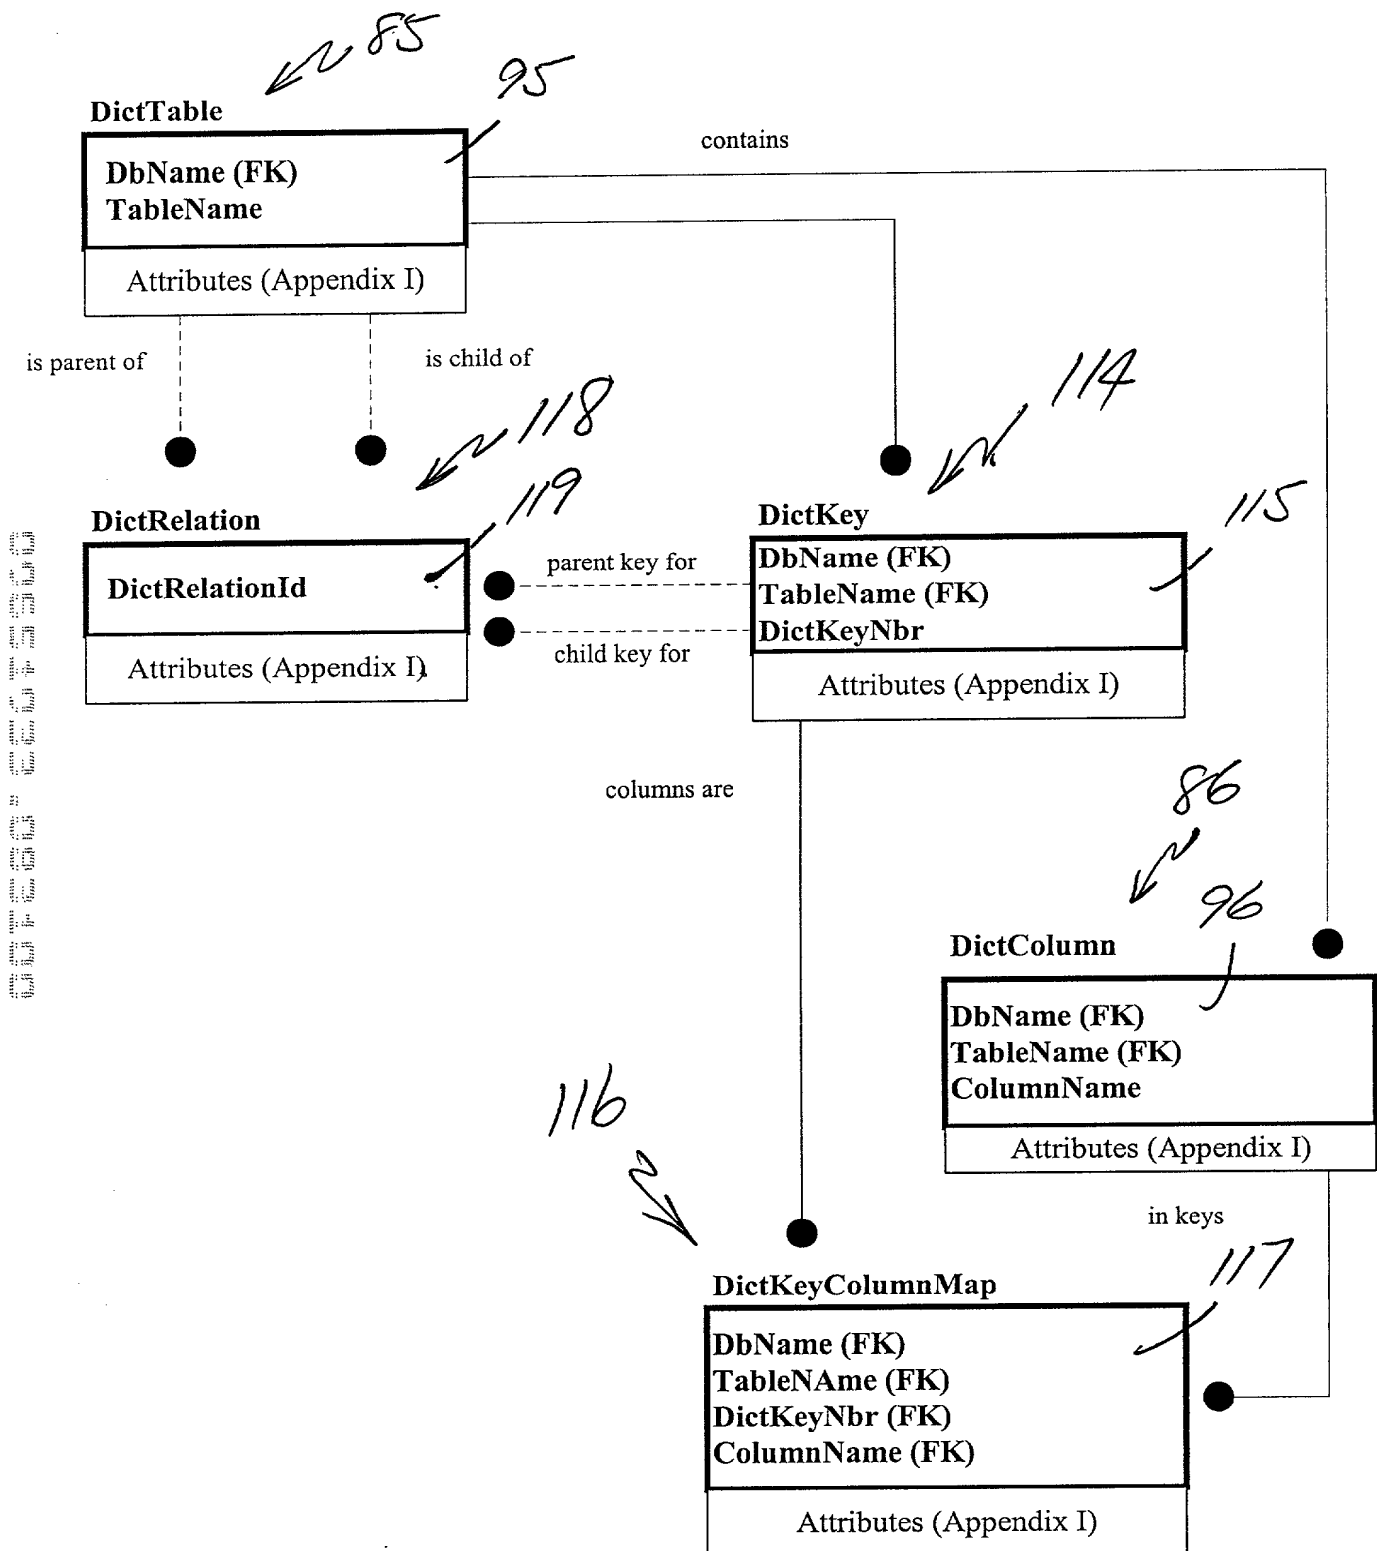 85
95
DictTable
contains
DbName (FK)
TableName
Attributes (Appendix I)
is parent of
is child of
118
114
119
115
DictRelation
DictKey
DictRelationId
parent key for
DbName (FK)
TableName (FK)
DictKeyNbr
child key for
Attributes (Appendix I)
Attributes (Appendix I)
columns are
86
96
DictColumn
DbName (FK)
TableName (FK)
ColumnName
116
Attributes (Appendix I)
in keys
117
DictKeyColumnMap
DbName (FK)
TableNAme (FK)
DictKeyNbr (FK)
ColumnName (FK)
Attributes (Appendix I)